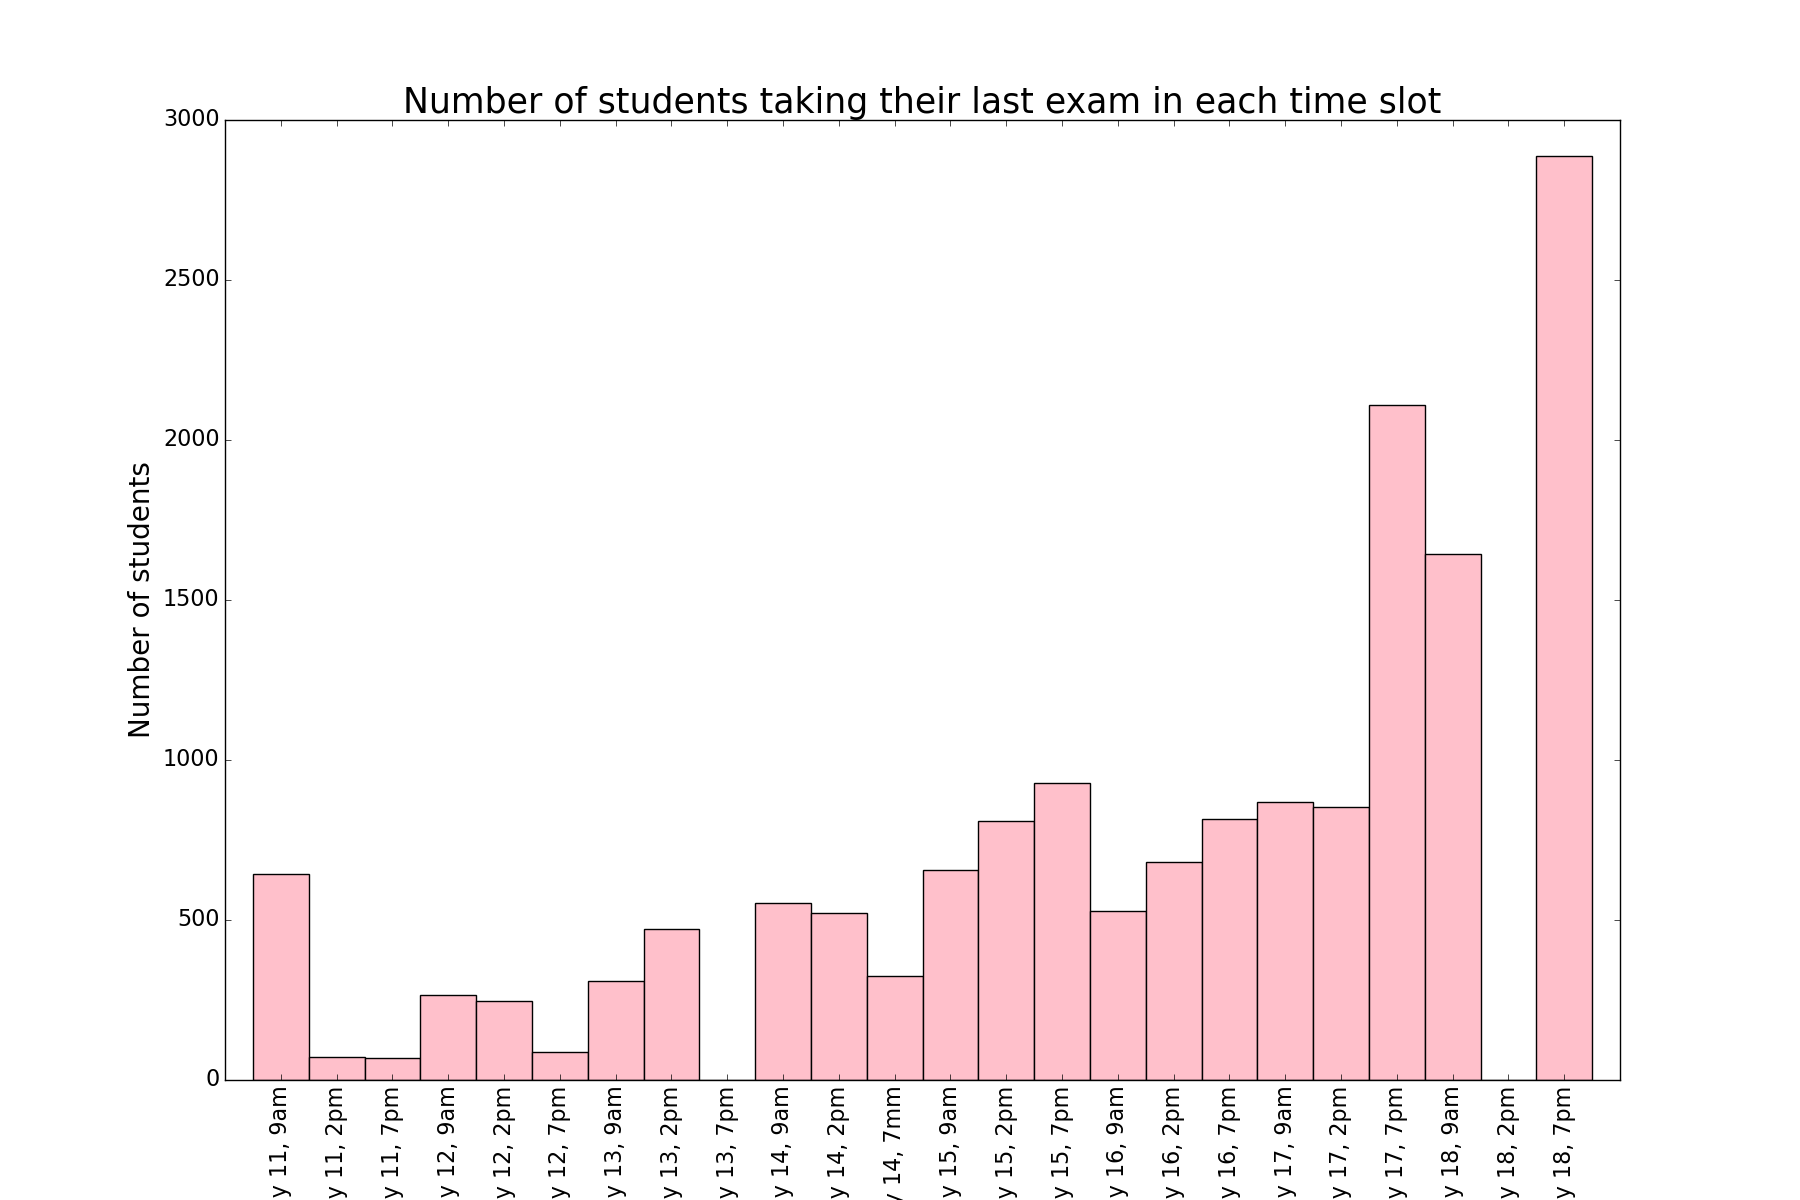 Number of students taking their last exam in each time slot
Number of students
3000
2500
2000
1500
1000
500
0
y 11, 9am
y 11, 2pm
y 11, 7pm
y 12, 9am
y 12, 2pm
y 12, 7pm
y 13, 9am
y 13, 2pm
y 13, 7pm
y 14, 9am
y 14, 2pm
y 14, 7mm
y 15, 9am
y 15, 2pm
y 15, 7pm
y 16, 9am
y 16, 2pm
y 16, 7pm
y 17, 9am
y 17, 2pm
y 17, 7pm
y 18, 9am
y 18, 2pm
y 18, 7pm